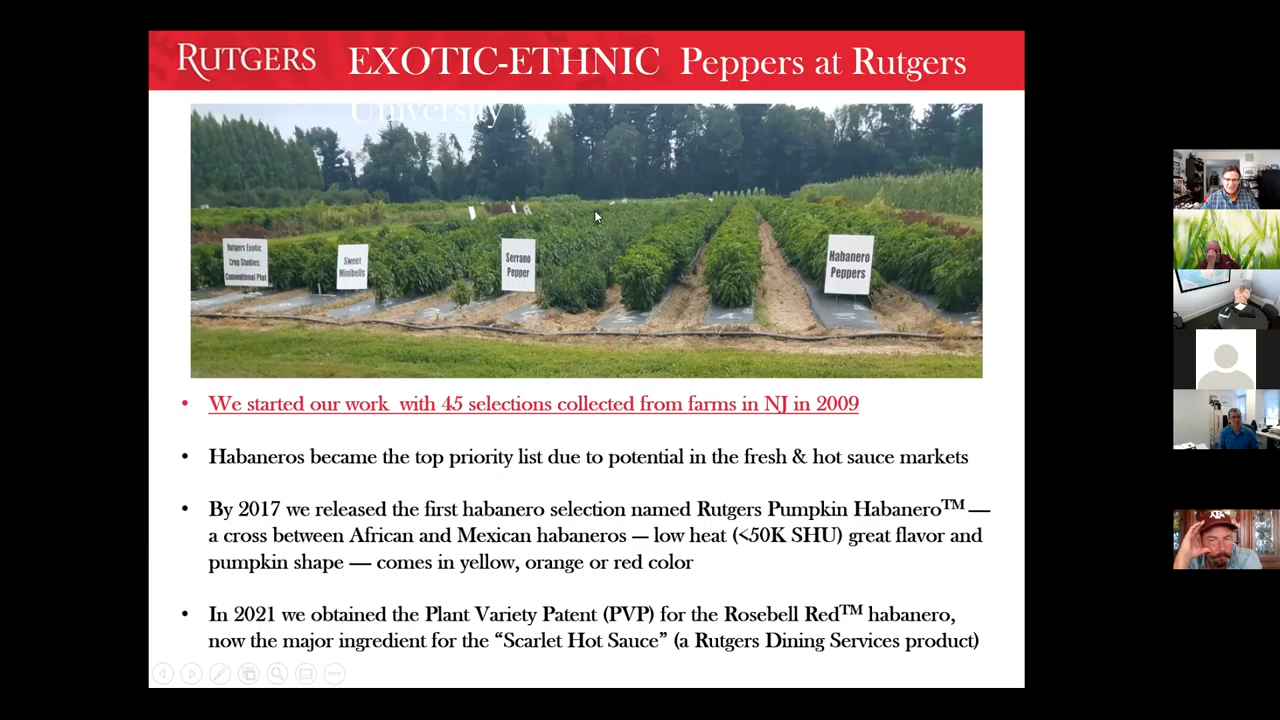 RUTGERS EXOTIC-ETHNIC Peppers at Rutgers
University
Rutgers Exotic
Crop Studies:
Conventional Plot
Sweet
Minibells
Serrano
Pepper
Habanero
Peppers
• We started our work with 45 selections collected from farms in NJ in 2009
• Habaneros became the top priority list due to potential in the fresh & hot sauce markets
• By 2017 we released the first habanero selection named Rutgers Pumpkin Habanero™ —
a cross between African and Mexican habaneros — low heat (<50K SHU) great flavor and
pumpkin shape — comes in yellow, orange or red color
• In 2021 we obtained the Plant Variety Patent (PVP) for the Rosebell Red™ habanero,
now the major ingredient for the “Scarlet Hot Sauce” (a Rutgers Dining Services product)